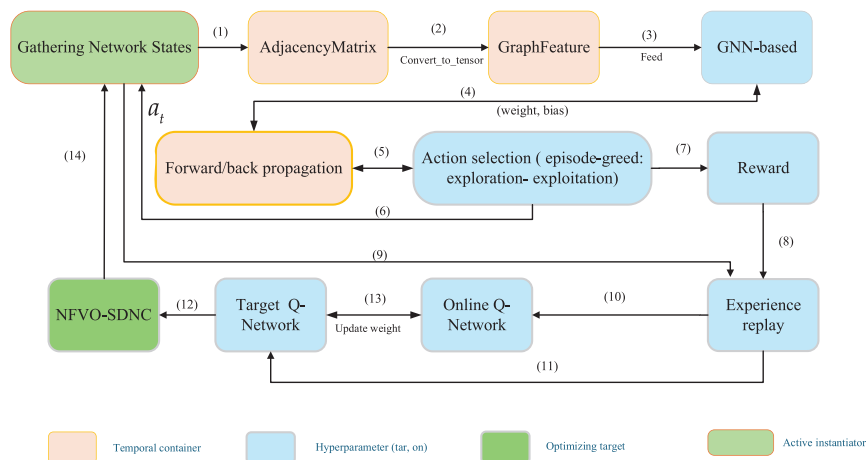 Gathering Network States
(1)
AdjacencyMatrix
(2)
Convert_to_tensor
GraphFeature
(3)
Feed
GNN-based
(4)
(weight, bias)
a_t
(14)
Forward/back propagation
(5)
Action selection ( episode-greed:
exploration- exploitation)
(7)
Reward
(6)
(8)
(9)
NFVO-SDNC
(12)
Target Q-
Network
(13)
Update weight
Online Q-
Network
(10)
Experience
replay
(11)
Temporal container
Hyperparameter (tar, on)
Optimizing target
Active instantiator